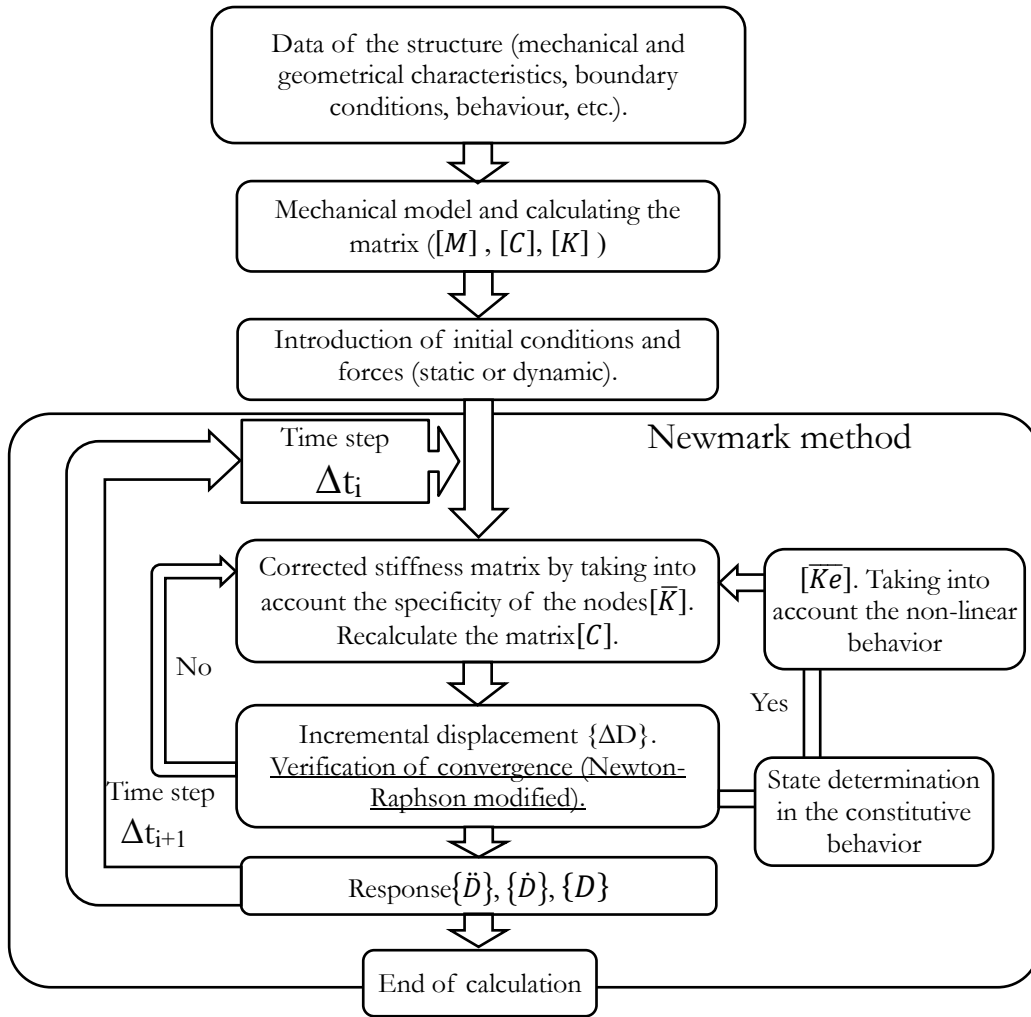 Data of the structure (mechanical and
geometrical characteristics, boundary
conditions, behaviour, etc.).
Mechanical model and calculating the
matrix ([M] , [C], [K] )
Introduction of initial conditions and
forces (static or dynamic).
Newmark method
Time step
Δtᵢ
Corrected stiffness matrix by taking into
account the specificity of the nodes[K̅].
Recalculate the matrix[C].
[K̅e̅]. Taking into
account the non-linear
behavior
No
Yes
Incremental displacement {ΔD}.
Verification of convergence (Newton-
Raphson modified).
State determination
in the constitutive
behavior
Time step
Δtᵢ₊₁
Response{D̈}, {Ḋ}, {D}
End of calculation